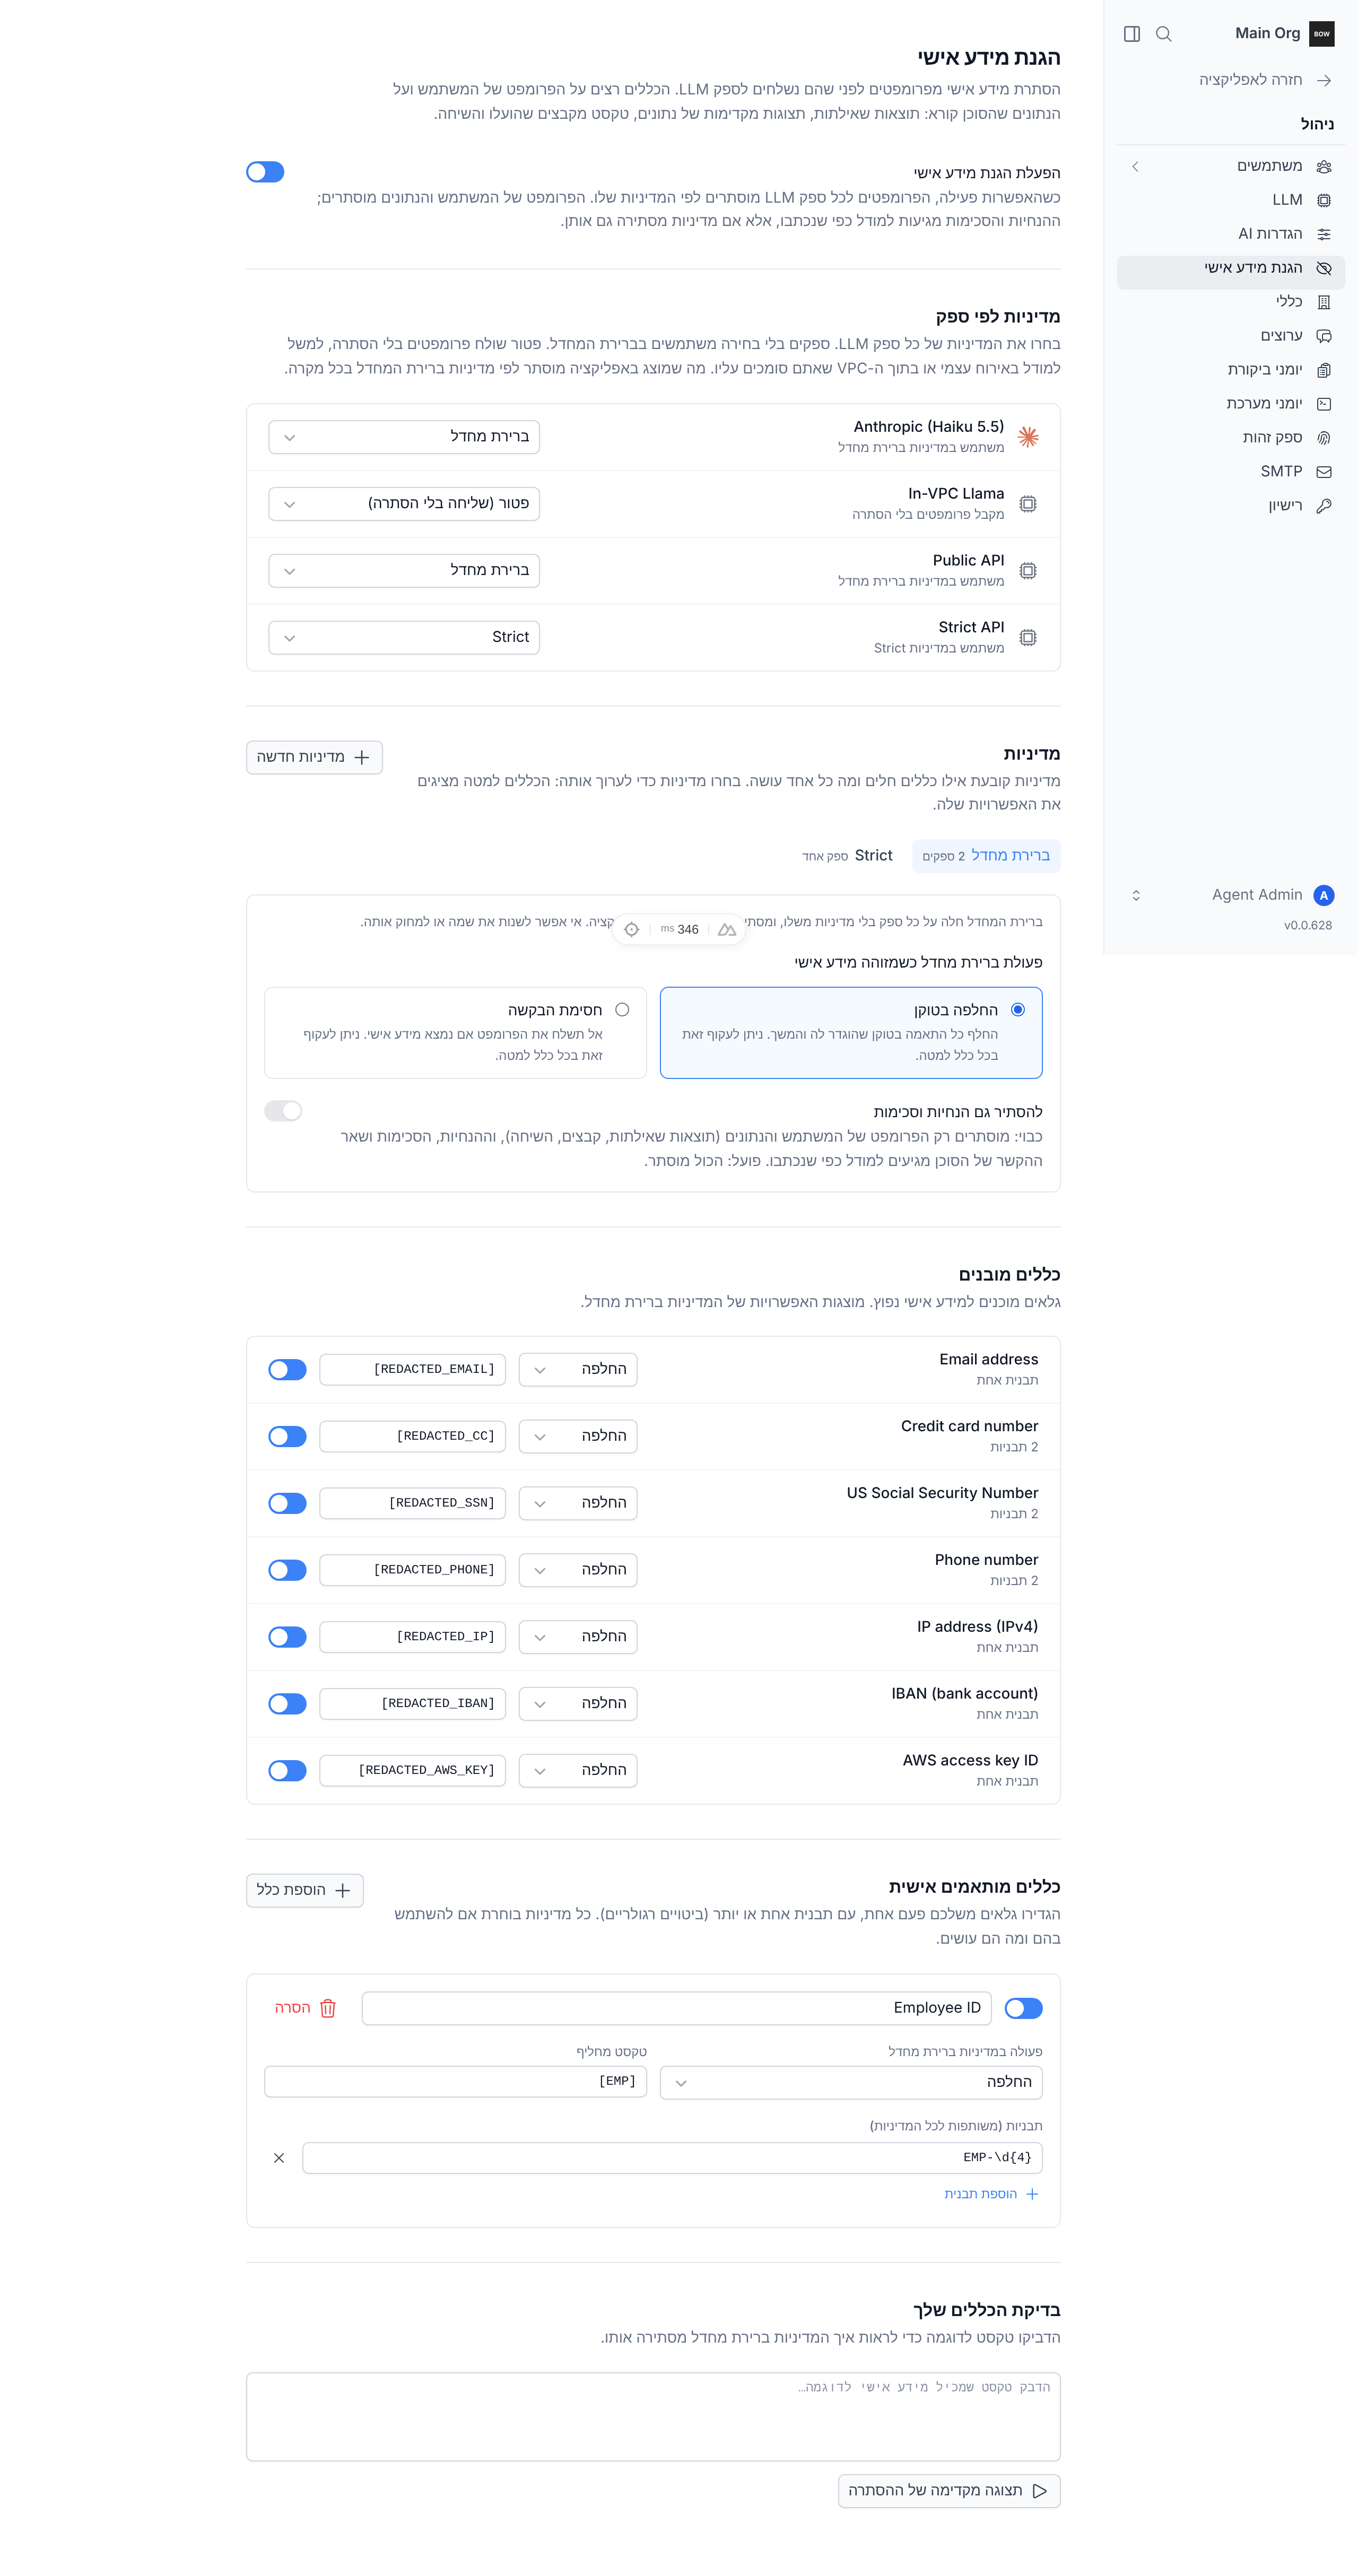 BOW Main Org
חזרה לאפליקציה
ניהול
משתמשים
LLM
הגדרות AI
הגנת מידע אישי
כללי
ערוצים
יומני ביקורת
יומני מערכת
ספק זהות
SMTP
רישיון
A Agent Admin
v0.0.628
הגנת מידע אישי
הסתרת מידע אישי מפרומפטים לפני שהם נשלחים לספק LLM. הכללים רצים על הפרומפט של המשתמש ועל
הנתונים שהסוכן קורא: תוצאות שאילתות, תצוגות מקדימות של נתונים, טקסט מקבצים שהועלו והשיחה.
הפעלת הגנת מידע אישי
כשהאפשרות פעילה, הפרומפטים לכל ספק LLM מוסתרים לפי המדיניות שלו. הפרומפט של המשתמש והנתונים מוסתרים;
ההנחיות והסכימות מגיעות למודל כפי שנכתבו, אלא אם מדיניות מסתירה גם אותן.
מדיניות לפי ספק
בחרו את המדיניות של כל ספק LLM. ספקים בלי בחירה משתמשים בברירת המחדל. פטור שולח פרומפטים בלי הסתרה, למשל
למודל באירוח עצמי או בתוך ה-VPC שאתם סומכים עליו. מה שמוצג באפליקציה מוסתר לפי מדיניות ברירת המחדל בכל מקרה.
Anthropic (Haiku 5.5)
משתמש במדיניות ברירת מחדל
ברירת מחדל
In-VPC Llama
מקבל פרומפטים בלי הסתרה
פטור (שליחה בלי הסתרה)
Public API
משתמש במדיניות ברירת מחדל
ברירת מחדל
Strict API
משתמש במדיניות Strict
Strict
מדיניות
מדיניות חדשה
מדיניות קובעת אילו כללים חלים ומה כל אחד עושה. בחרו מדיניות כדי לערוך אותה: הכללים למטה מציגים
את האפשרויות שלה.
ברירת מחדל 2 ספקים
Strict ספק אחד
ברירת המחדל חלה על כל ספק בלי מדיניות משלו, ומסתי
קציה. אי אפשר לשנות את שמה או למחוק אותה.
346 ms
פעולת ברירת מחדל כשמזוהה מידע אישי
החלפה בטוקן
החלף כל התאמה בטוקן שהוגדר לה והמשך. ניתן לעקוף זאת
בכל כלל למטה.
חסימת הבקשה
אל תשלח את הפרומפט אם נמצא מידע אישי. ניתן לעקוף
זאת בכל כלל למטה.
להסתיר גם הנחיות וסכימות
כבוי: מוסתרים רק הפרומפט של המשתמש והנתונים (תוצאות שאילתות, קבצים, השיחה), וההנחיות, הסכימות ושאר
ההקשר של הסוכן מגיעים למודל כפי שנכתבו. פועל: הכול מוסתר.
כללים מובנים
גלאים מוכנים למידע אישי נפוץ. מוצגות האפשרויות של המדיניות ברירת מחדל.
Email address
תבנית אחת
החלפה
[REDACTED_EMAIL]
Credit card number
2 תבניות
החלפה
[REDACTED_CC]
US Social Security Number
2 תבניות
החלפה
[REDACTED_SSN]
Phone number
2 תבניות
החלפה
[REDACTED_PHONE]
IP address (IPv4)
תבנית אחת
החלפה
[REDACTED_IP]
IBAN (bank account)
תבנית אחת
החלפה
[REDACTED_IBAN]
AWS access key ID
תבנית אחת
החלפה
[REDACTED_AWS_KEY]
כללים מותאמים אישית
הוספת כלל
הגדירו גלאים משלכם פעם אחת, עם תבנית אחת או יותר (ביטויים רגולריים). כל מדיניות בוחרת אם להשתמש
בהם ומה הם עושים.
Employee ID
הסרה
פעולה במדיניות ברירת מחדל
החלפה
טקסט מחליף
[EMP]
תבניות (משותפות לכל המדיניות)
EMP-\d{4}
הוספת תבנית
בדיקת הכללים שלך
הדביקו טקסט לדוגמה כדי לראות איך המדיניות ברירת מחדל מסתירה אותו.
הדבק טקסט שמכיל מידע אישי לדוגמה…
תצוגה מקדימה של ההסתרה